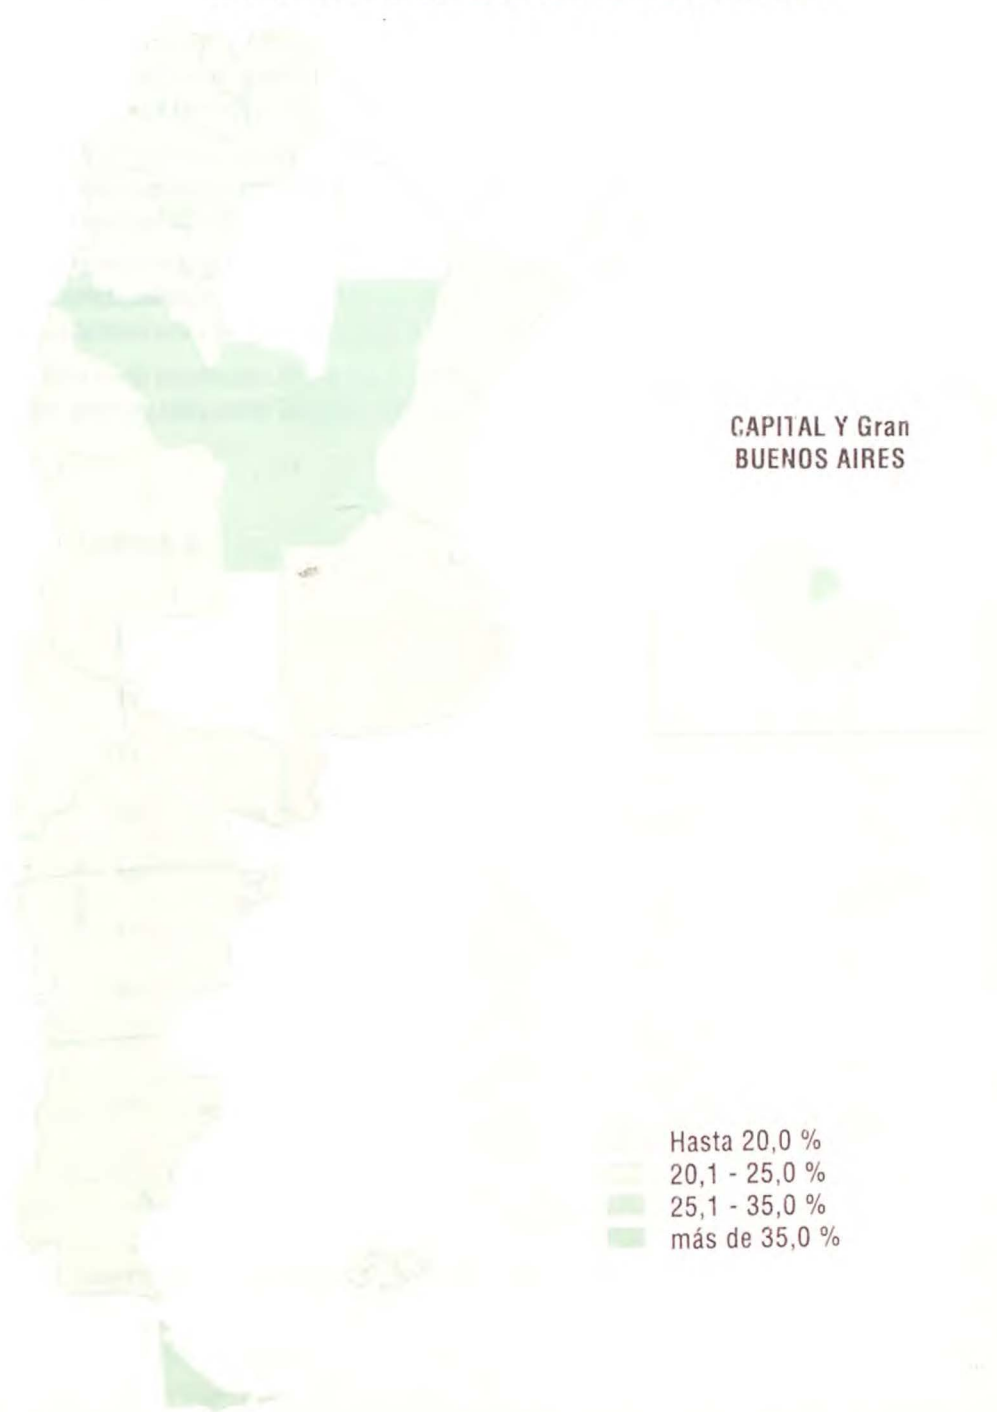 CAPITAL Y Gran
BUENOS AIRES
Hasta 20,0 %
20,1 - 25,0 %
25,1 - 35,0 %
más de 35,0 %